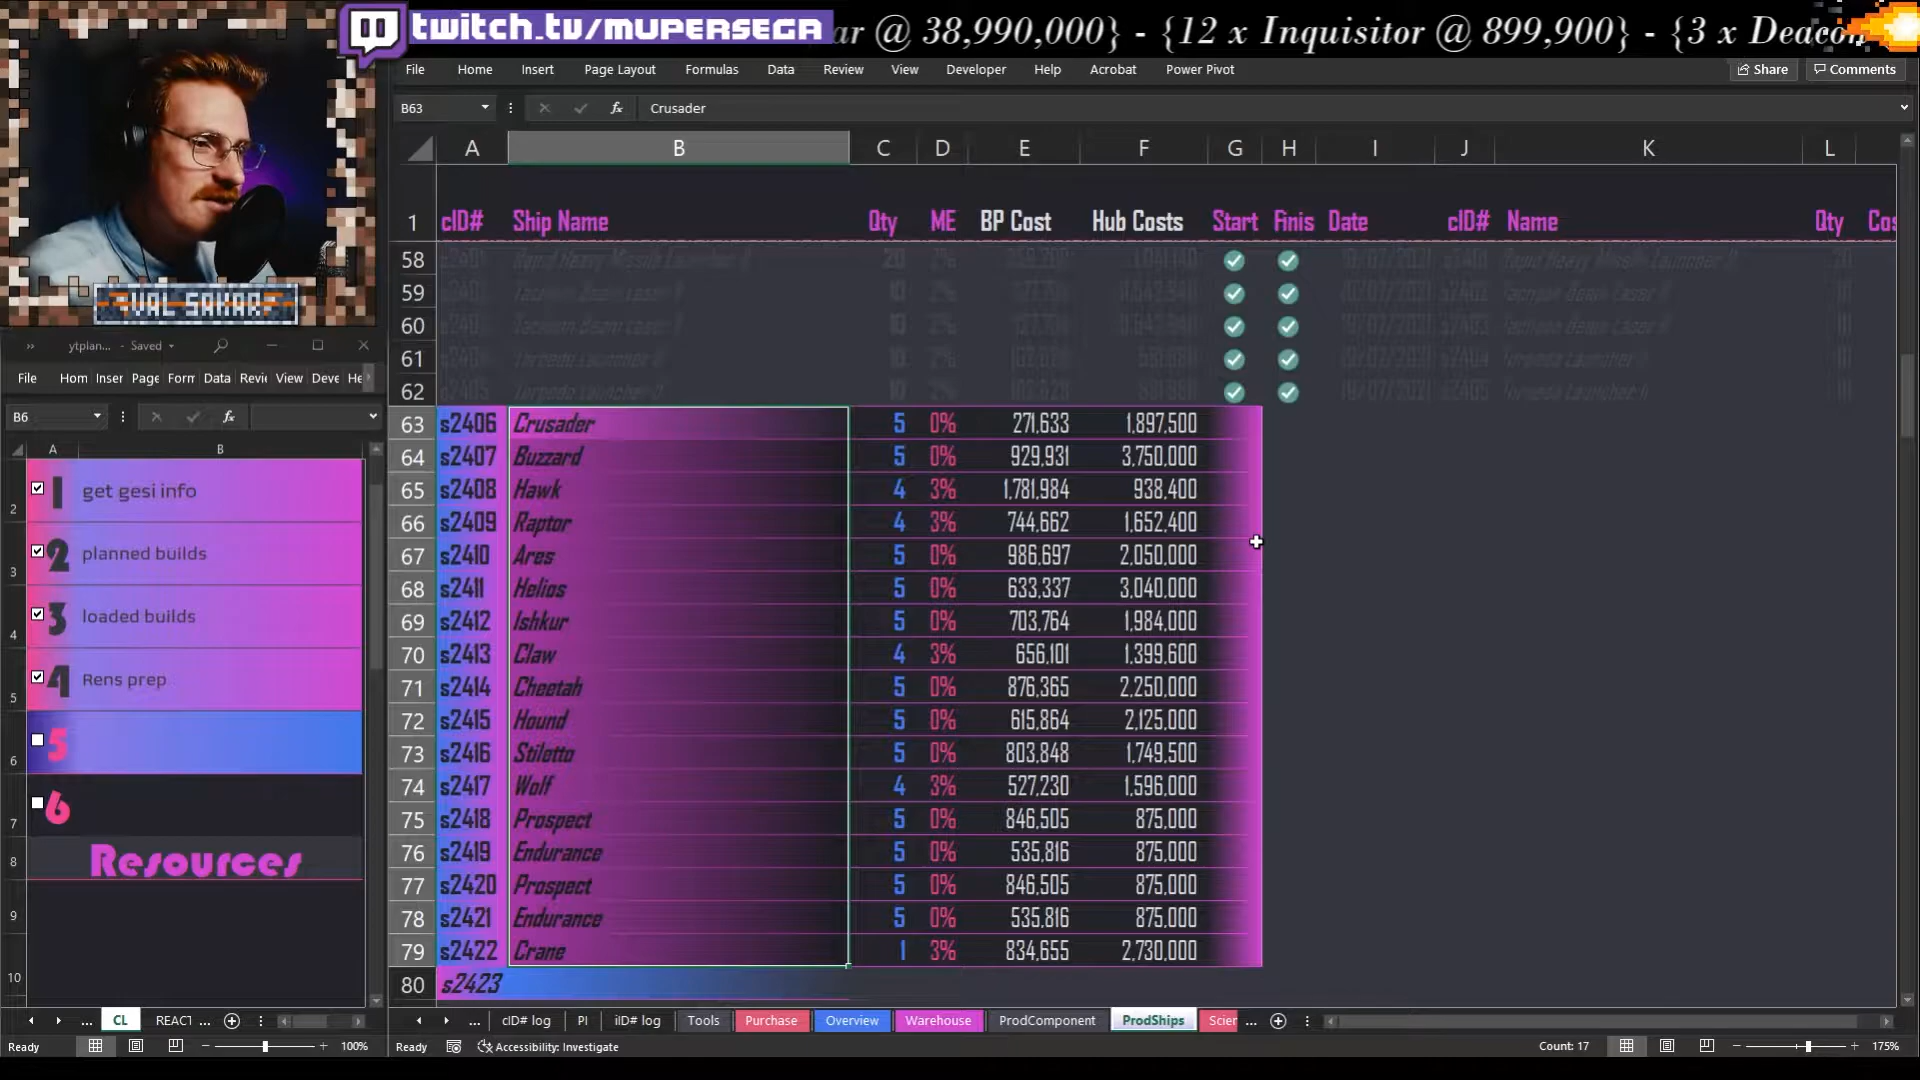 twitch.tv/mupersega
ar @ 38,990,000} - {12 x Inquisitor @ 899,900} - {3 x Deacon
VAL SAKAR
File Home Insert Page Layout Formulas Data Review View Developer Help Acrobat Power Pivot Share Comments
B63 fx Crusader
A B C D E F G H I J K L
1 cID# Ship Name Qty ME BP Cost Hub Costs Start Finis Date cID# Name Qty Cos
58
59
60
61
62
63 s2406 Crusader 5 0% 271,633 1,897,500
64 s2407 Buzzard 5 0% 929,931 3,750,000
65 s2408 Hawk 4 3% 1,781,984 938,400
66 s2409 Raptor 4 3% 744,662 1,652,400
67 s2410 Ares 5 0% 986,697 2,050,000
68 s2411 Helios 5 0% 633,337 3,040,000
69 s2412 Ishkur 5 0% 703,764 1,984,000
70 s2413 Claw 4 3% 656,101 1,399,600
71 s2414 Cheetah 5 0% 876,365 2,250,000
72 s2415 Hound 5 0% 615,864 2,125,000
73 s2416 Stiletto 5 0% 803,848 1,749,500
74 s2417 Wolf 4 3% 527,230 1,596,000
75 s2418 Prospect 5 0% 846,505 875,000
76 s2419 Endurance 5 0% 535,816 875,000
77 s2420 Prospect 5 0% 846,505 875,000
78 s2421 Endurance 5 0% 535,816 875,000
79 s2422 Crane 1 3% 834,655 2,730,000
80 s2423
... cID# log PI iID# log Tools Purchase Overview Warehouse ProdComponent ProdShips Scier ...
Ready Accessibility: Investigate Count: 17 175%
ytplan... - Saved
File Hom Inser Page Form Data Revie View Deve He
B6 fx
A B
2 1 get gesi info
3 2 planned builds
4 3 loaded builds
5 4 Rens prep
6 5
7 6
8 Resources
9
10
... CL REACT ...
Ready 100%